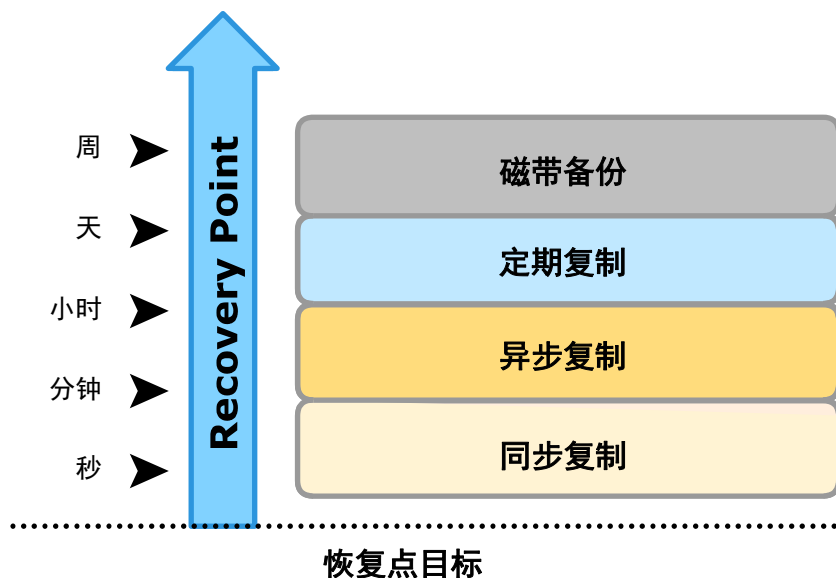 周
天
小时
分钟
秒
Recovery Point
磁带备份
定期复制
异步复制
同步复制
恢复点目标